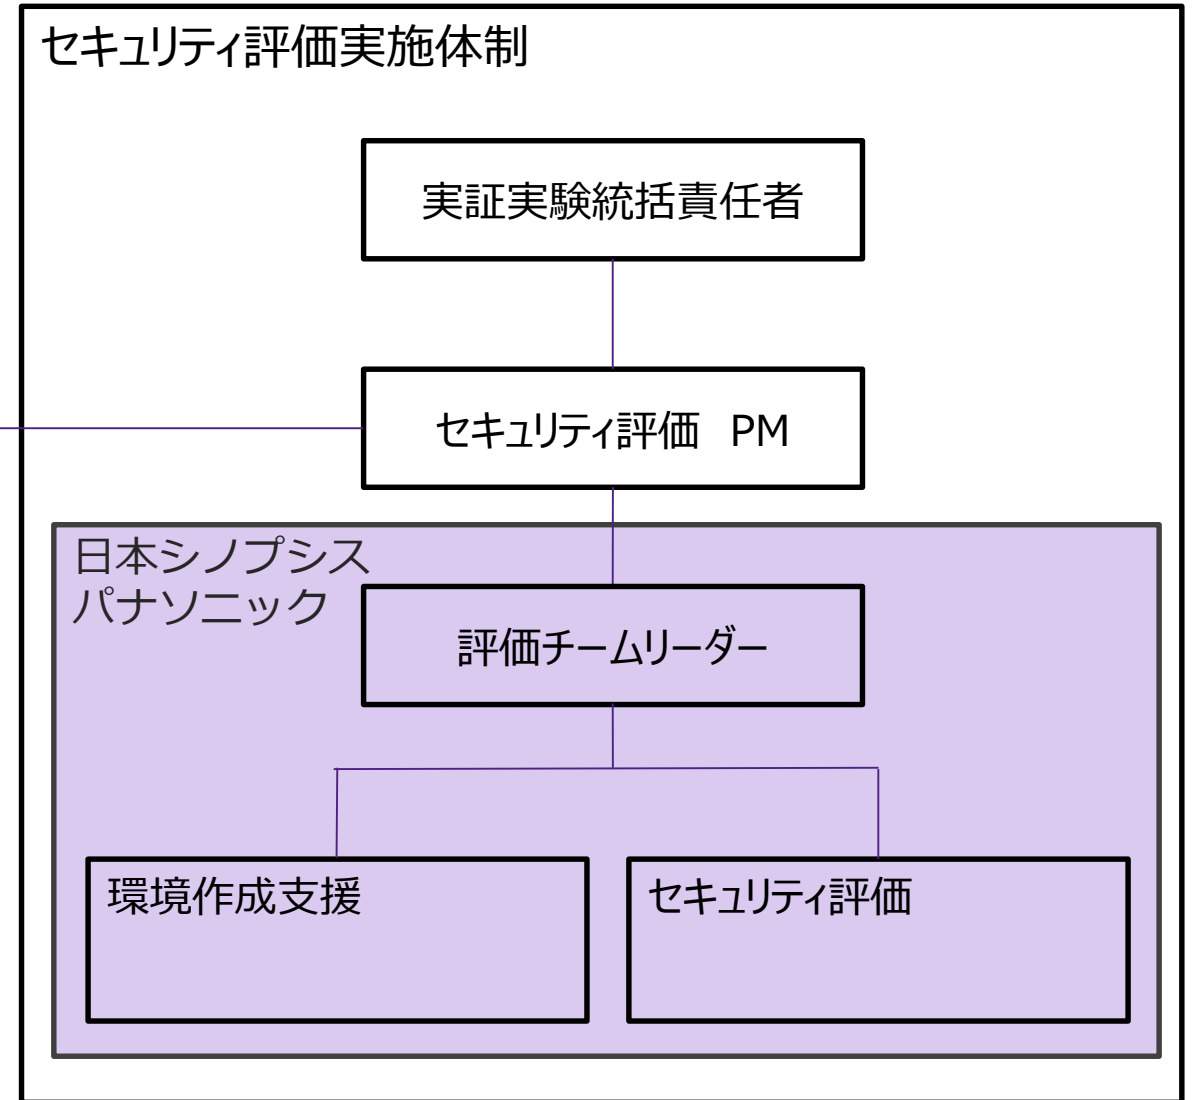 セキュリティ評価実施体制
実証実験統括責任者
セキュリティ評価　PM
日本シノプシス
パナソニック
評価チームリーダー
環境作成支援
セキュリティ評価